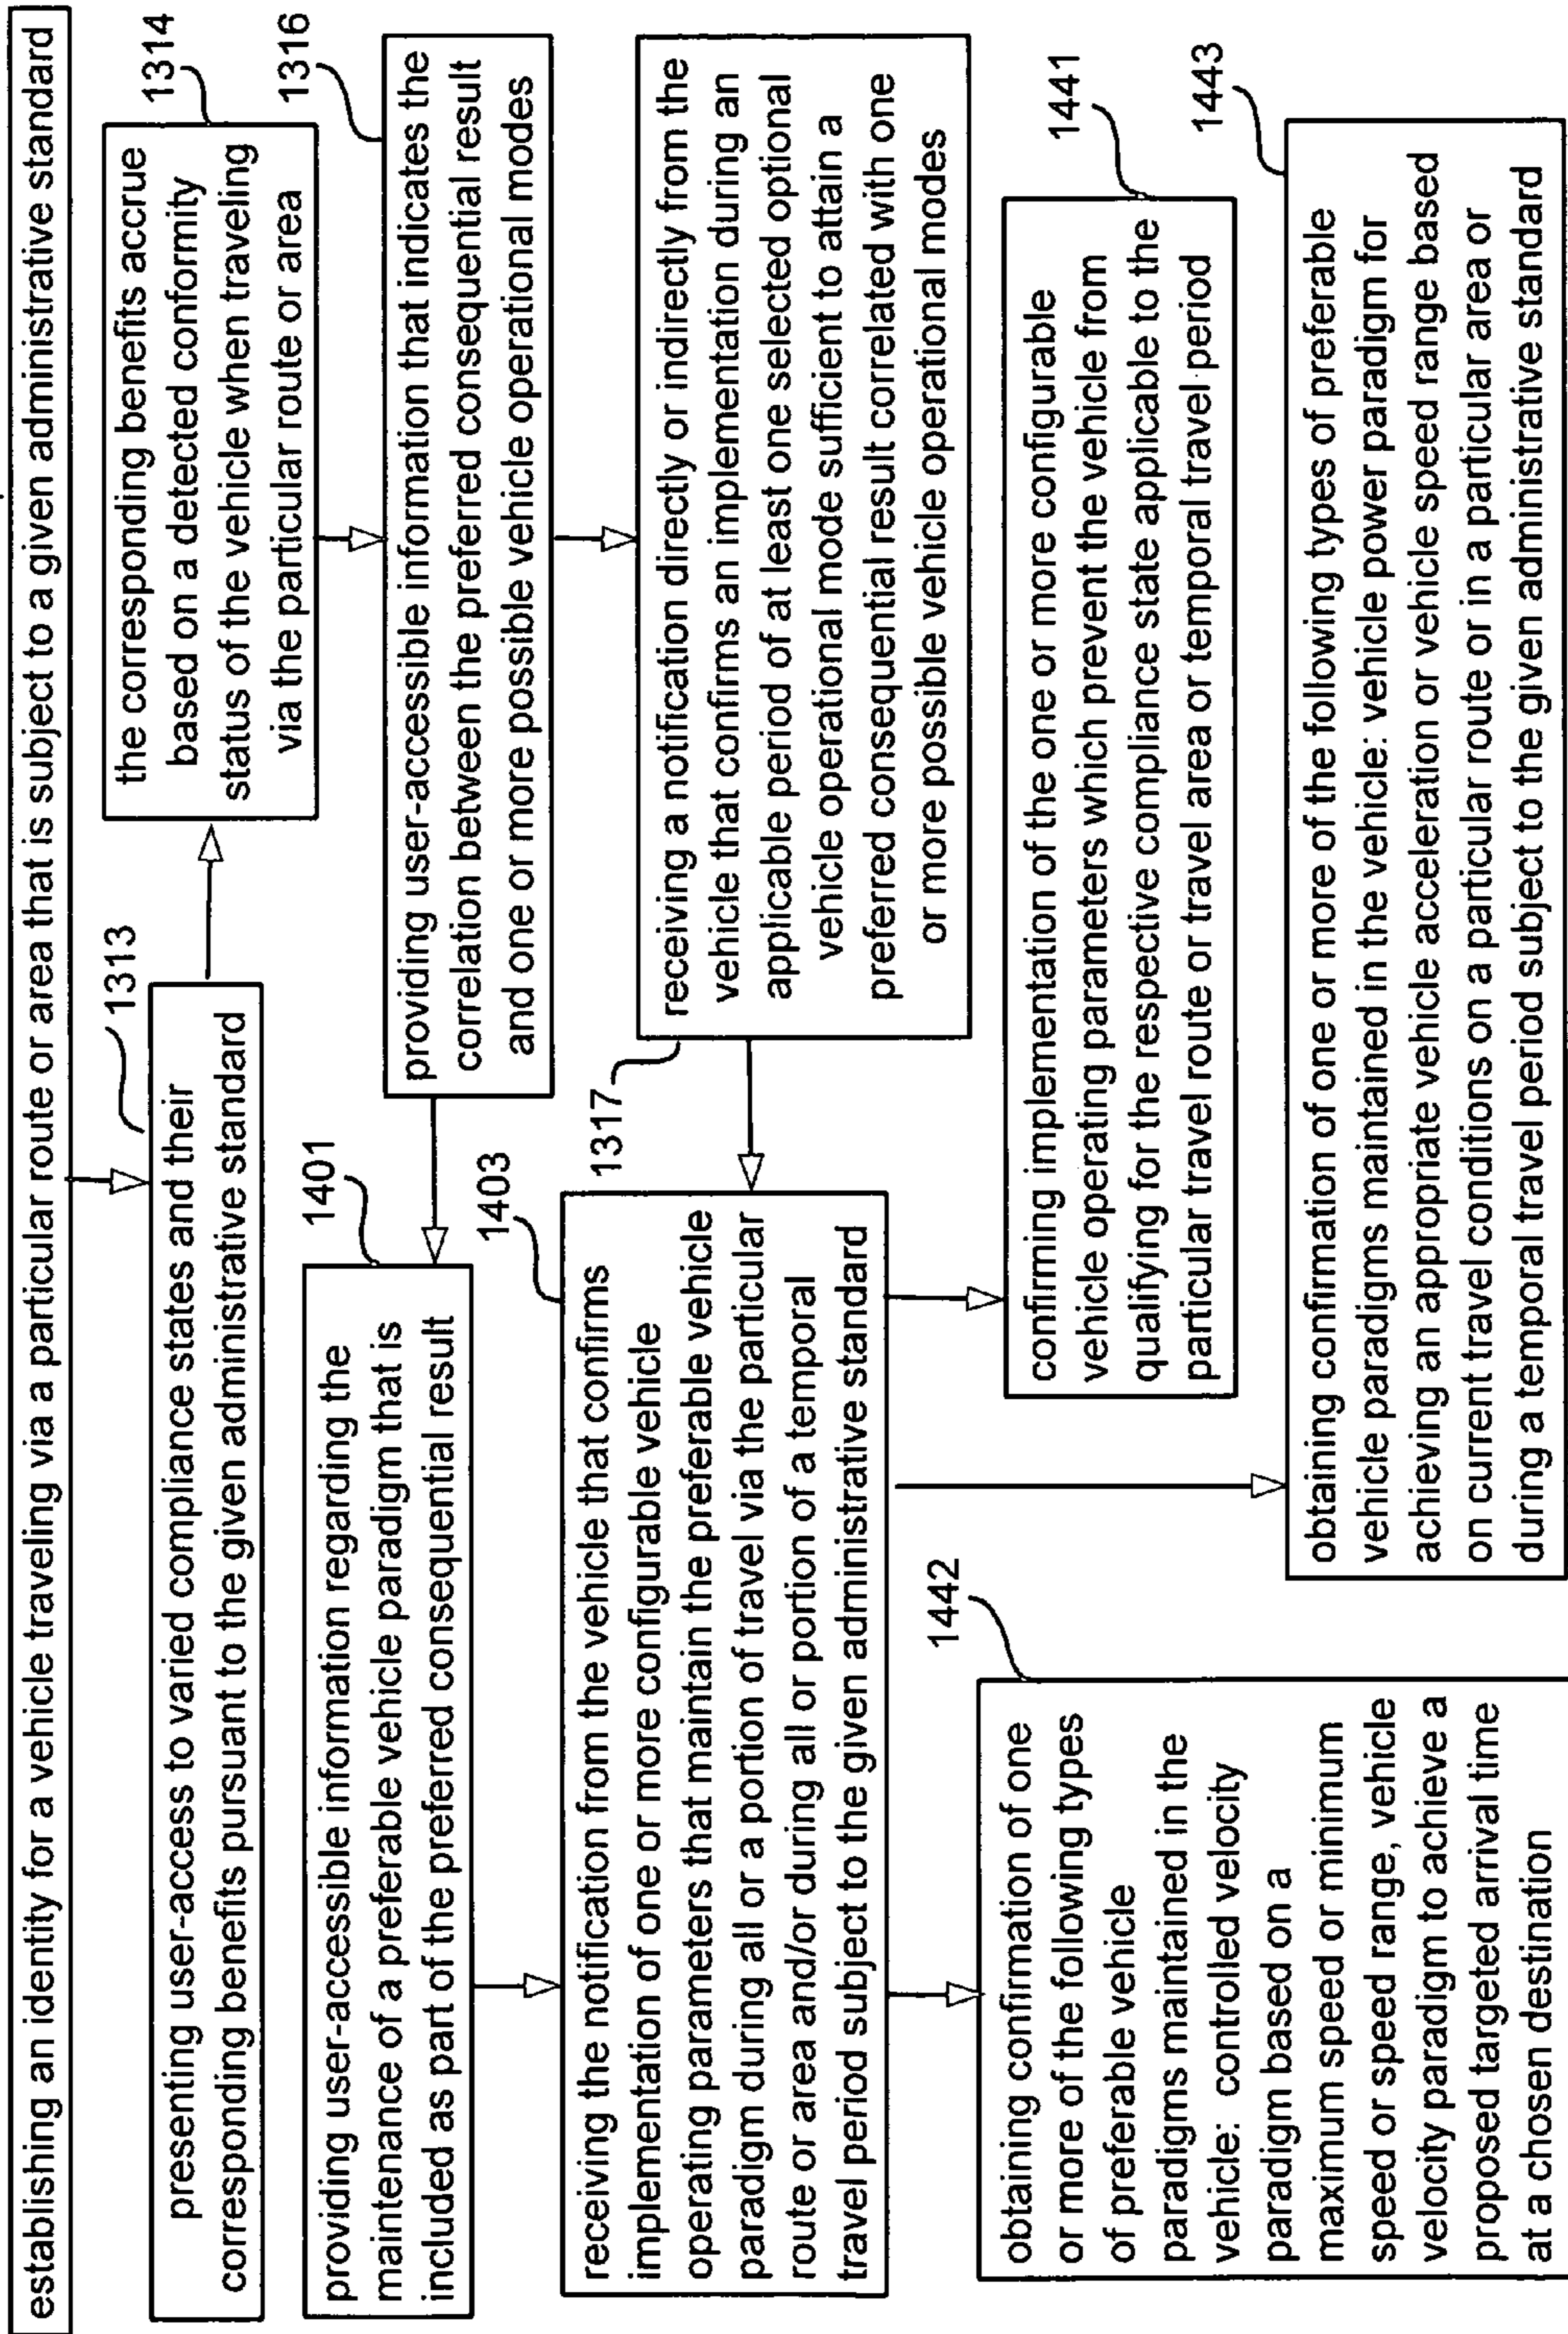 establishing an identity for a vehicle traveling via a particular route or area that is subject to a given administrative standard
1313
presenting user-access to varied compliance states and their
corresponding benefits pursuant to the given administrative standard
1314
the corresponding benefits accrue
based on a detected conformity
status of the vehicle when traveling
via the particular route or area
1316
providing user-accessible information that indicates the
correlation between the preferred consequential result
and one or more possible vehicle operational modes
1401
providing user-accessible information regarding the
maintenance of a preferable vehicle paradigm that is
included as part of the preferred consequential result
1317
receiving a notification directly or indirectly from the
vehicle that confirms an implementation during an
applicable period of at least one selected optional
vehicle operational mode sufficient to attain a
preferred consequential result correlated with one
or more possible vehicle operational modes
1403
receiving the notification from the vehicle that confirms
implementation of one or more configurable vehicle
operating parameters that maintain the preferable vehicle
paradigm during all or a portion of travel via the particular
route or area and/or during all or portion of a temporal
travel period subject to the given administrative standard
1441
confirming implementation of the one or more configurable
vehicle operating parameters which prevent the vehicle from
qualifying for the respective compliance state applicable to the
particular travel route or travel area or temporal travel period
1442
obtaining confirmation of one
or more of the following types
of preferable vehicle
paradigms maintained in the
vehicle: controlled velocity
paradigm based on a
maximum speed or minimum
speed or speed range, vehicle
velocity paradigm to achieve a
proposed targeted arrival time
at a chosen destination
1443
obtaining confirmation of one or more of the following types of preferable
vehicle paradigms maintained in the vehicle: vehicle power paradigm for
achieving an appropriate vehicle acceleration or vehicle speed range based
on current travel conditions on a particular route or in a particular area or
during a temporal travel period subject to the given administrative standard